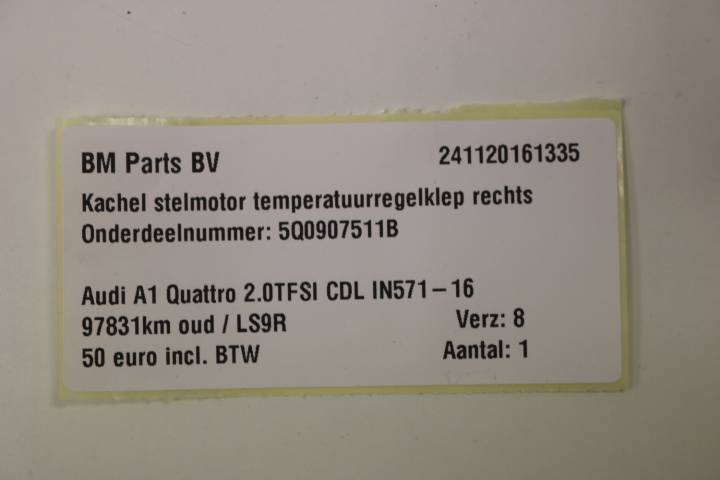 BM Parts BV 241120161335
Kachel stelmotor temperatuurregelklep rechts
Onderdeelnummer: 5Q0907511B
Audi A1 Quattro 2.0TFSI CDL IN571-16
97831km oud / LS9R Verz: 8
50 euro incl. BTW Aantal: 1